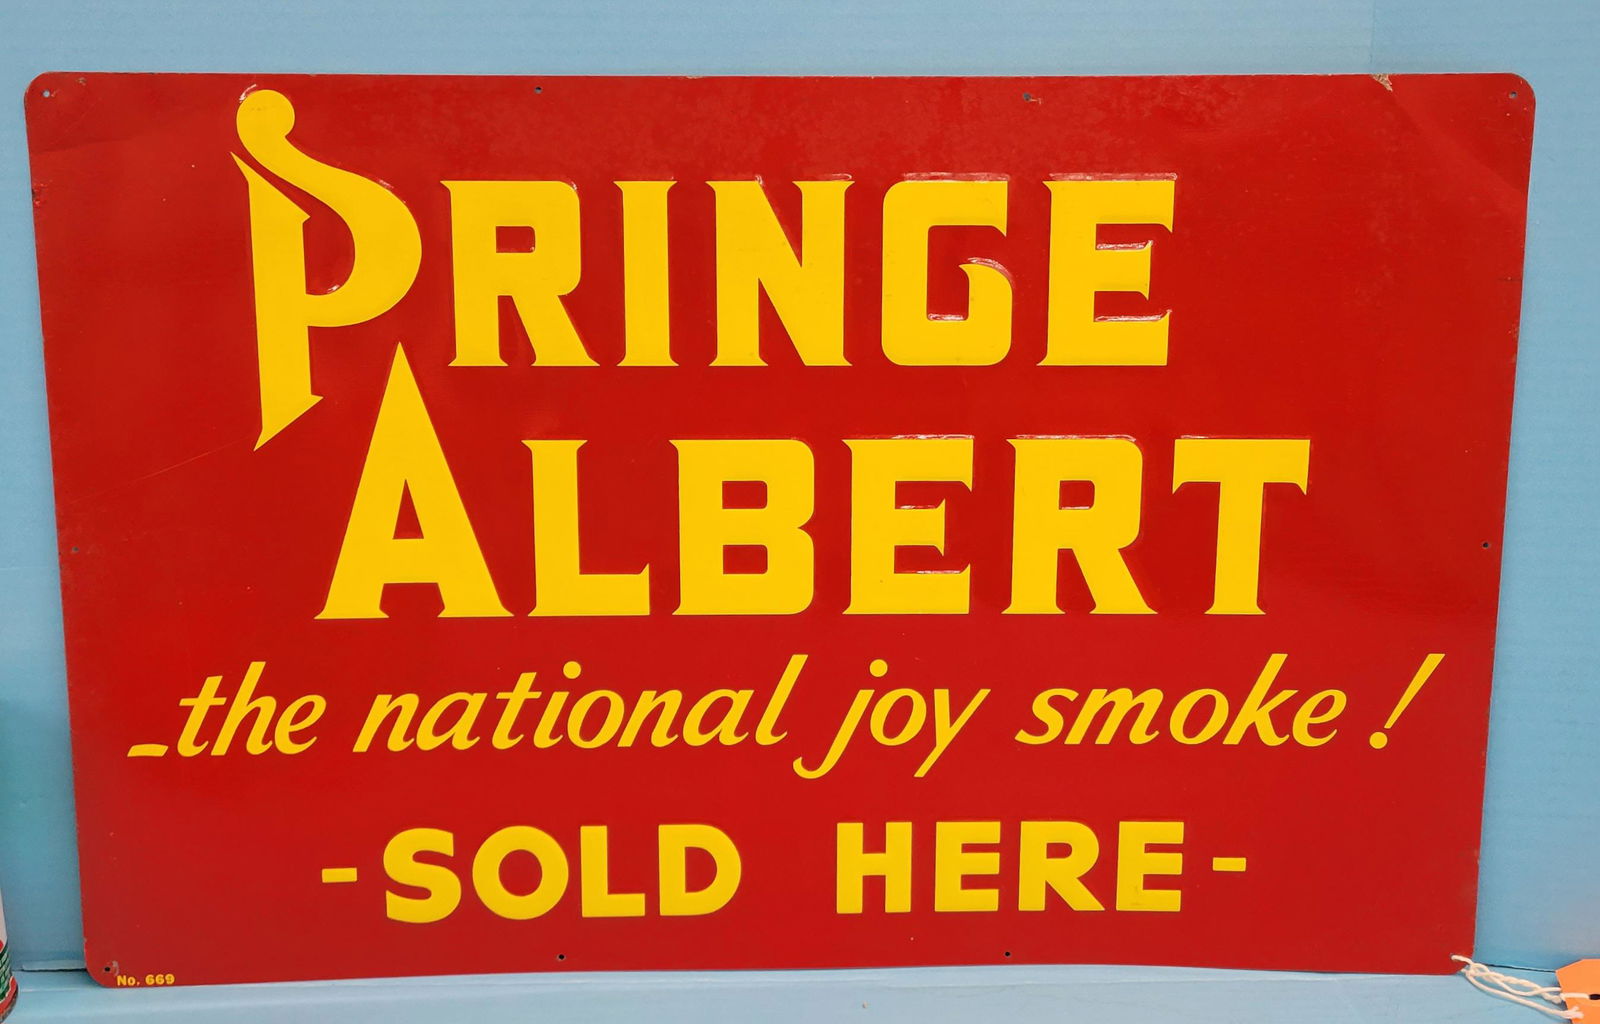 PRINCE
ALBERT
-the national joy smoke!
-SOLD HERE-
No. 669